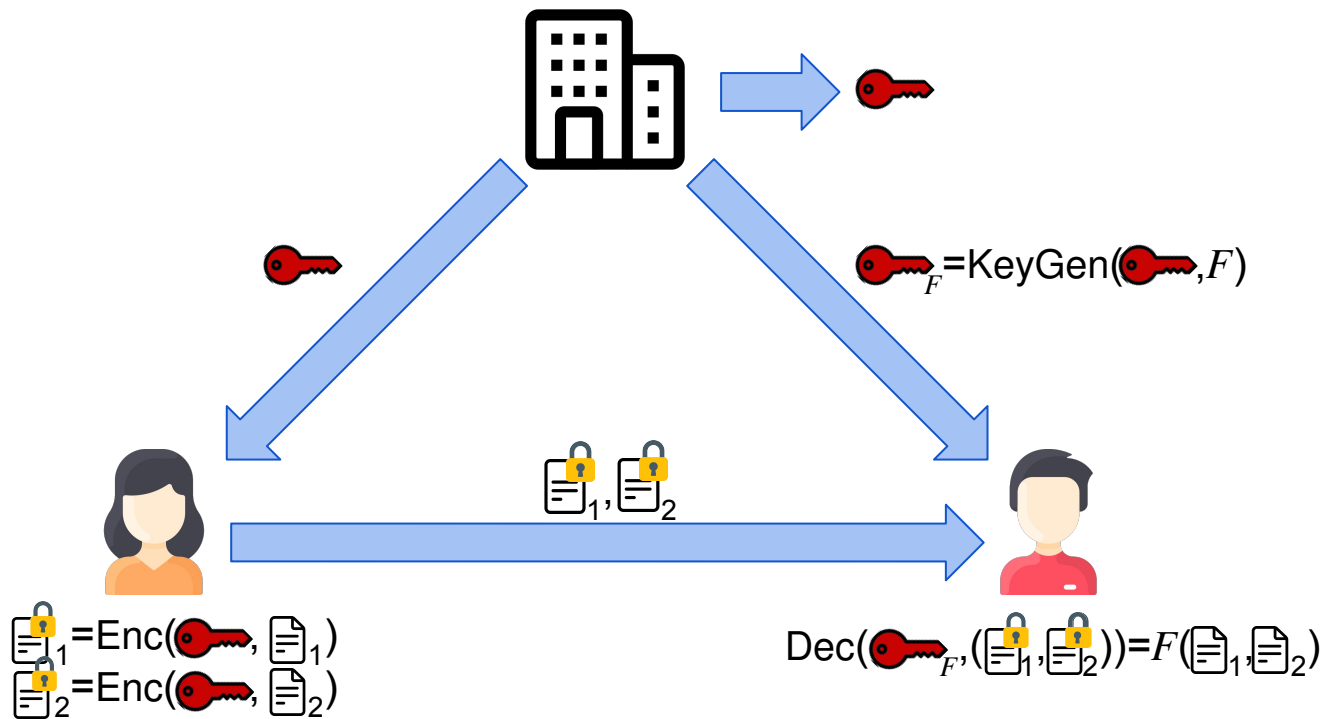 F=KeyGen( ,F)
1, 2
1=Enc( , 1)
2=Enc( , 2)
Dec( F,( 1, 2))=F( 1, 2)